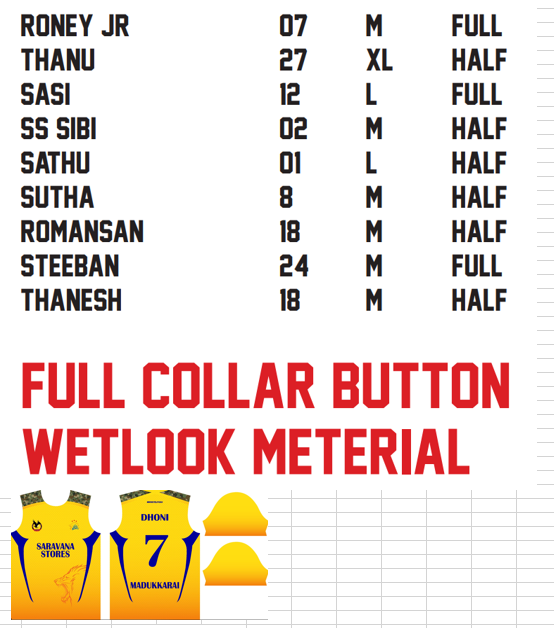 RONEY JR 07 M FULL
THANU 27 XL HALF
SASI 12 L FULL
SS SIBI 02 M HALF
SATHU 01 L HALF
SUTHA 8 M HALF
ROMANSAN 18 M HALF
STEEBAN 24 M FULL
THANESH 18 M HALF
FULL COLLAR BUTTON
WETLOOK METERIAL
SARAVANA
STORES
DHONI
7
MADUKKARAI